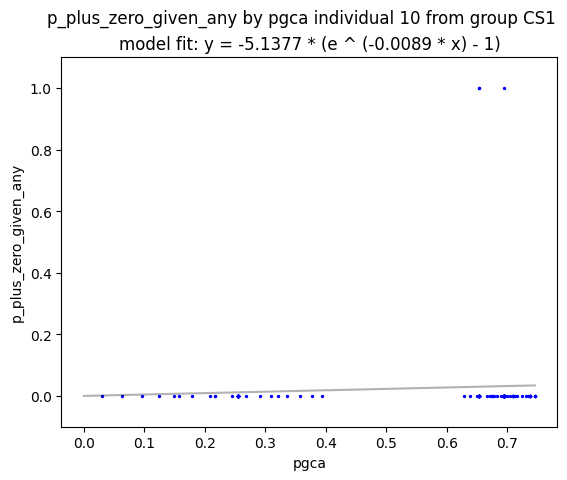 p_plus_zero_given_any by pgca individual 10 from group CS1
model fit: y = -5.1377 * (e ^ (-0.0089 * x) - 1)
1.0
0.8
0.6
0.4
0.2
0.0
p_plus_zero_given_any
0.0 0.1 0.2 0.3 0.4 0.5 0.6 0.7
pgca